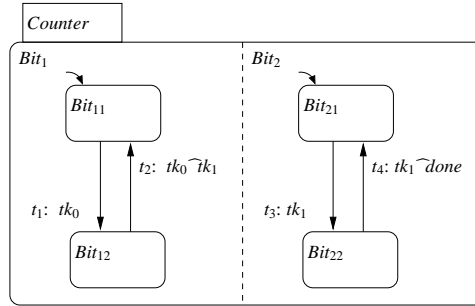 Counter
Bit₁ Bit₂
Bit₁₁ Bit₂₁
t₂: tk₀^tk₁ t₄: tk₁^done
t₁: tk₀ t₃: tk₁
Bit₁₂ Bit₂₂